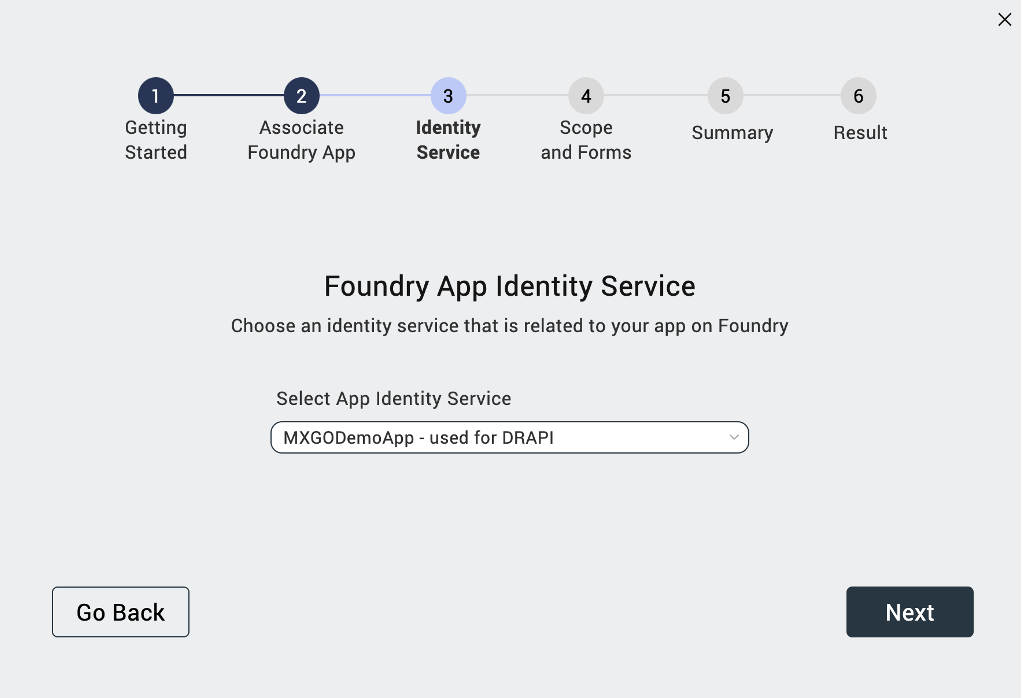 1
2
3
4
5
6
Getting
Started
Associate
Foundry App
Identity
Service
Scope
and Forms
Summary
Result
Foundry App Identity Service
Choose an identity service that is related to your app on Foundry
Select App Identity Service
MXGODemoApp - used for DRAPI
Go Back
Next